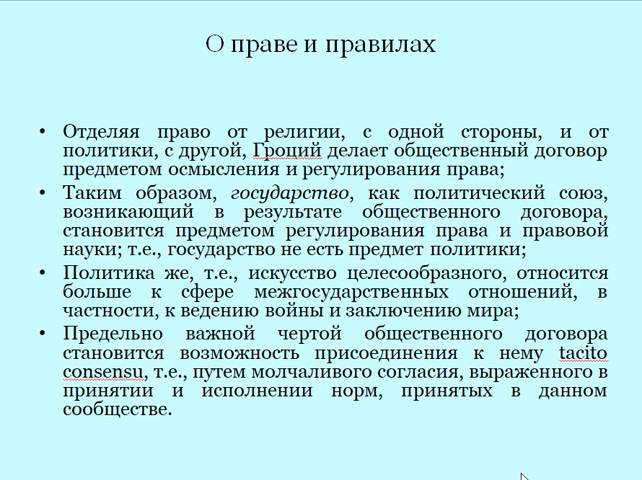 О праве и правилах
• Отделяя право от религии, с одной стороны, и от
политики, с другой, Гроций делает общественный договор
предметом осмысления и регулирования права;
• Таким образом, государство, как политический союз,
возникающий в результате общественного договора,
становится предметом регулирования права и правовой
науки; т.е., государство не есть предмет политики;
• Политика же, т.е., искусство целесообразного, относится
больше к сфере межгосударственных отношений, в
частности, к ведению войны и заключению мира;
• Предельно важной чертой общественного договора
становится возможность присоединения к нему tacito
consensu, т.е., путем молчаливого согласия, выраженного в
принятии и исполнении норм, принятых в данном
сообществе.